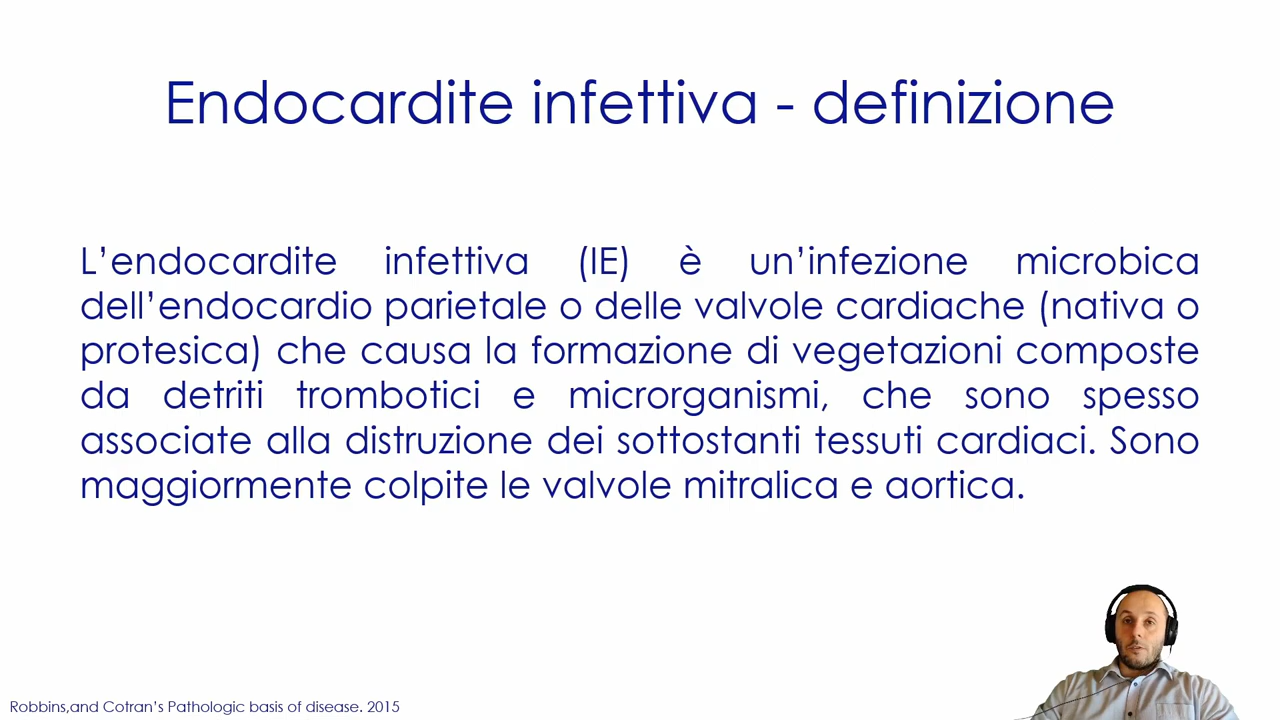 Endocardite infettiva - definizione
L’endocardite infettiva (IE) è un’infezione microbica
dell’endocardio parietale o delle valvole cardiache (nativa o
protesica) che causa la formazione di vegetazioni composte
da detriti trombotici e microrganismi, che sono spesso
associate alla distruzione dei sottostanti tessuti cardiaci. Sono
maggiormente colpite le valvole mitralica e aortica.
Robbins,and Cotran’s Pathologic basis of disease. 2015